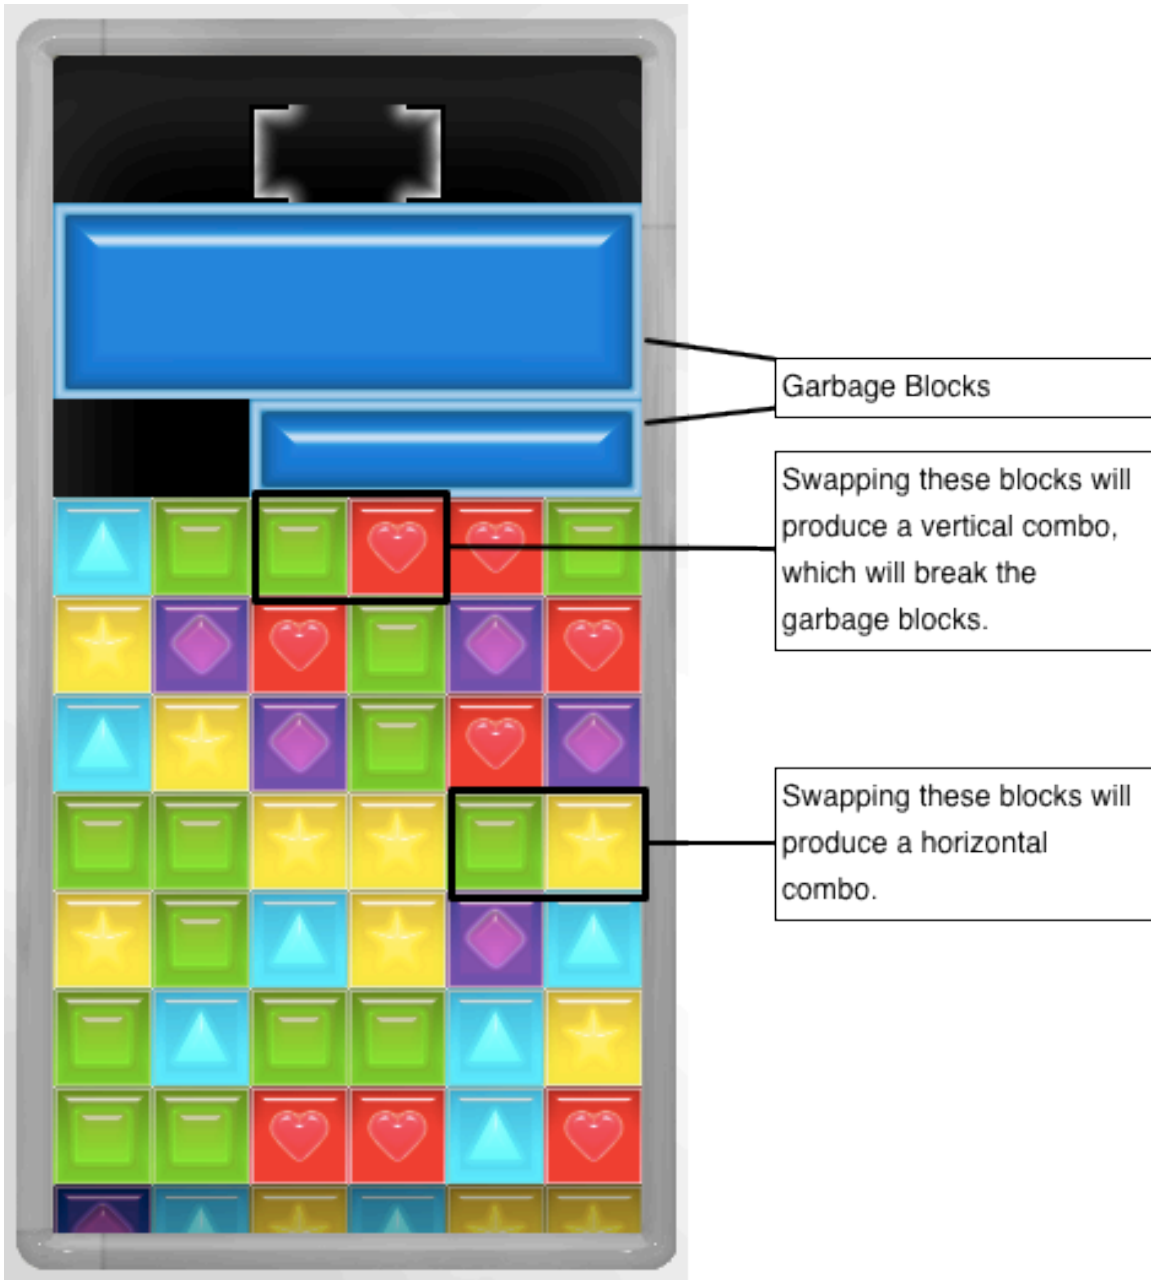 Garbage Blocks
Swapping these blocks will
produce a vertical combo,
which will break the
garbage blocks.
Swapping these blocks will
produce a horizontal
combo.